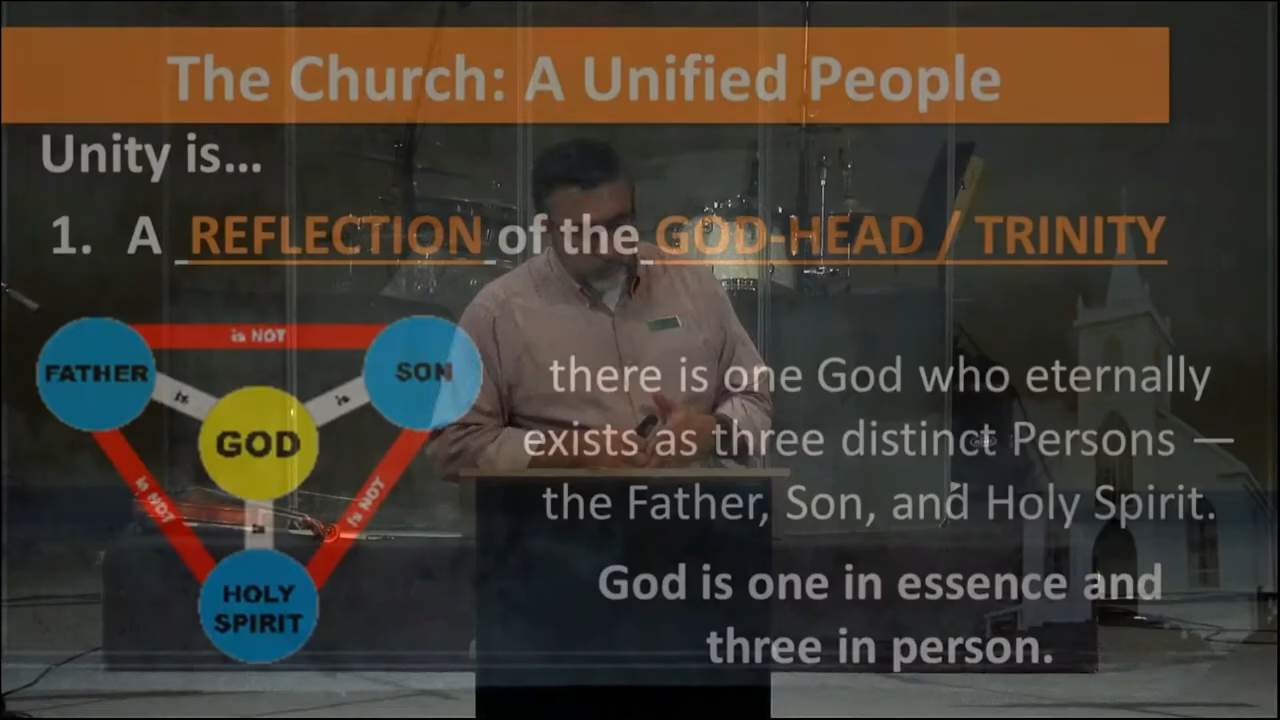 The Church: A Unified People
Unity is...
1. A REFLECTION of the GOD-HEAD / TRINITY
is NOT
FATHER
SON
is
is
GOD
is NOT
is
is NOT
HOLY
SPIRIT
there is one God who eternally
exists as three distinct Persons —
the Father, Son, and Holy Spirit.
God is one in essence and
three in person.